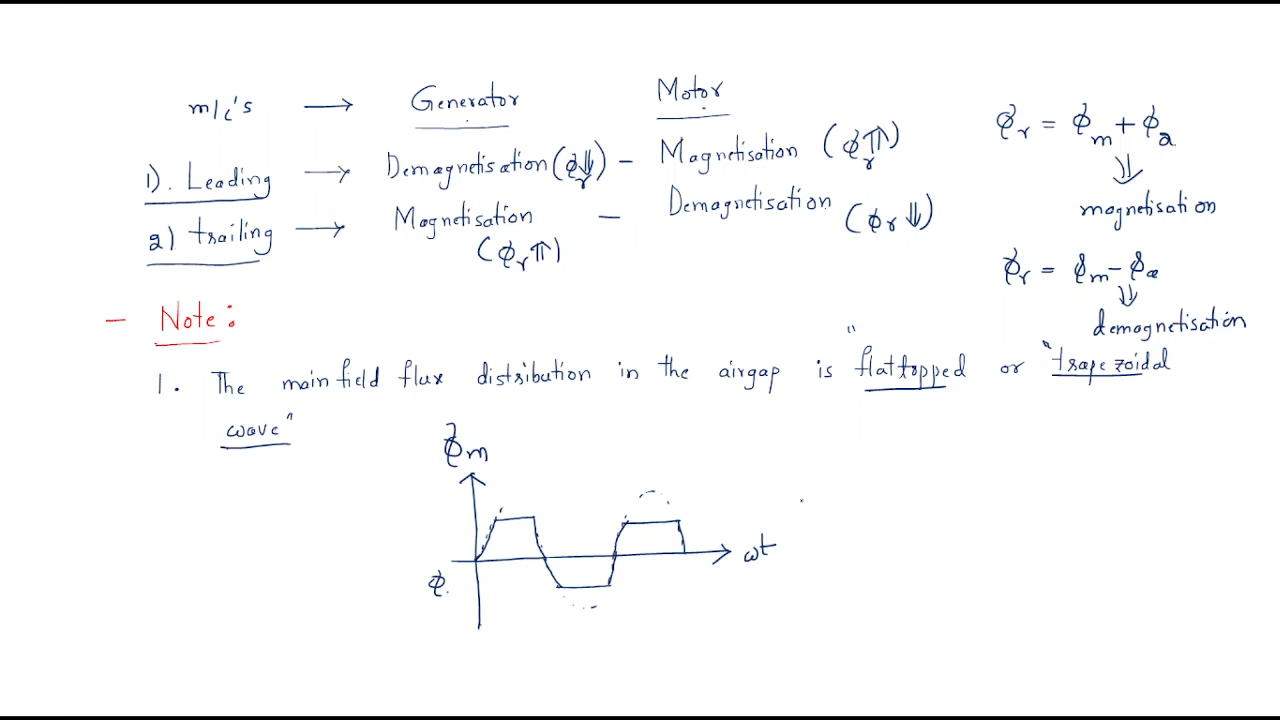 m/c's → Generator Motor
1). Leading → Demagnetisation (ϕr⇓) – Magnetisation (ϕr⇑)
2) trailing → Magnetisation – Demagnetisation (ϕr⇓)
(ϕr⇑)
ϕr = ϕm + ϕa
⇓
magnetisation
ϕr = ϕm – ϕa
⇓
demagnetisation
– Note:
1. The main field flux distribution in the airgap is "flattopped or "trapezoidal
wave"
ϕm
ωt
ϕ.